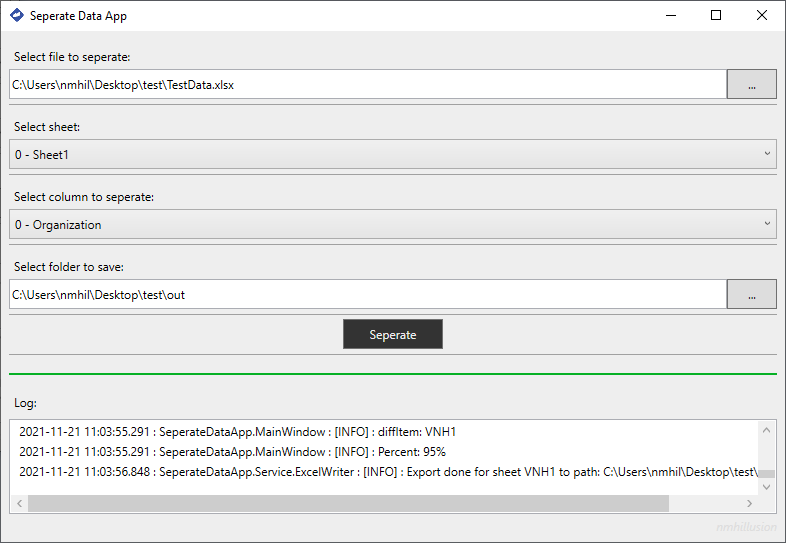 Seperate Data App
Select file to seperate:
C:\Users\nmhil\Desktop\test\TestData.xlsx
...
Select sheet:
0 - Sheet1
Select column to seperate:
0 - Organization
Select folder to save:
C:\Users\nmhil\Desktop\test\out
...
Seperate
Log:
2021-11-21 11:03:55.291 : SeperateDataApp.MainWindow : [INFO] : diffItem: VNH1
2021-11-21 11:03:55.291 : SeperateDataApp.MainWindow : [INFO] : Percent: 95%
2021-11-21 11:03:56.848 : SeperateDataApp.Service.ExcelWriter : [INFO] : Export done for sheet VNH1 to path: C:\Users\nmhil\Desktop\test\
nmhillusion